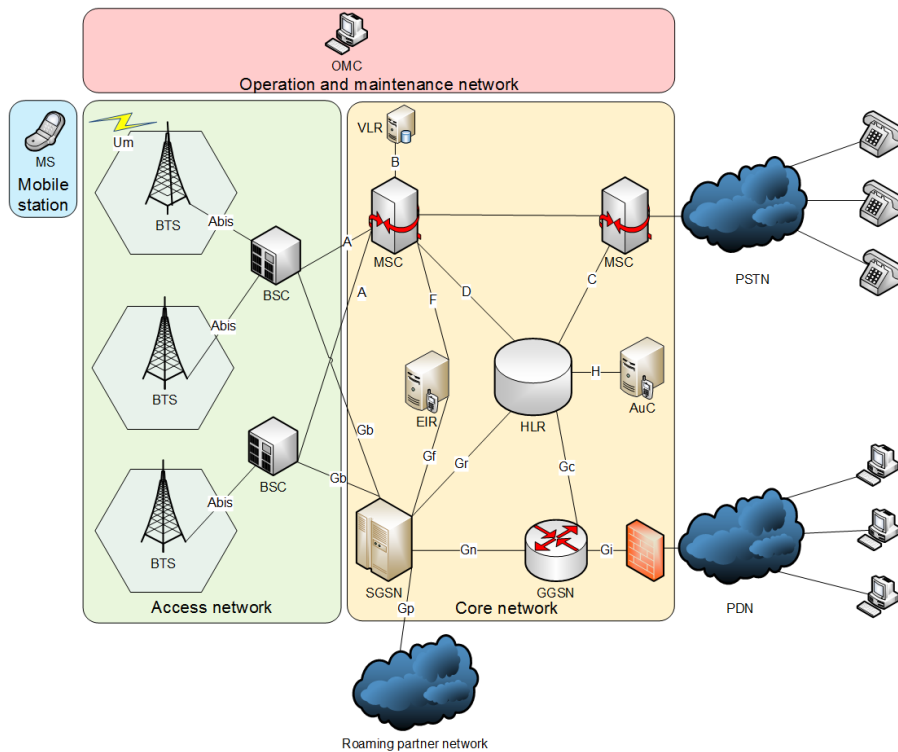 OMC
Operation and maintenance network
MS
Mobile
station
Um
BTS
Abis
BSC
BTS
Abis
BTS
Abis
BSC
Access network
VLR
B
MSC
A
A
F
D
C
MSC
EIR
HLR
H
AuC
Gb
Gb
Gf
Gr
Gc
SGSN
Gn
GGSN
Gi
Core network
Gp
Roaming partner network
PSTN
PDN